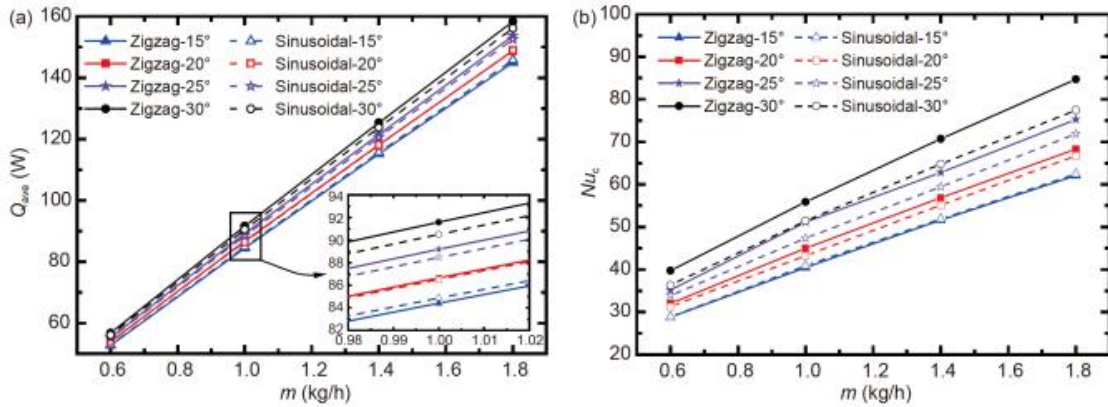 (a)
160
140
120
100
80
60
Q_ave (W)
Zigzag-15° Sinusoidal-15°
Zigzag-20° Sinusoidal-20°
Zigzag-25° Sinusoidal-25°
Zigzag-30° Sinusoidal-30°
94
92
90
88
86
84
82
0.98 0.99 1.00 1.01 1.02
0.6 0.8 1.0 1.2 1.4 1.6 1.8
m (kg/h)
(b)
100
90
80
70
60
50
40
30
20
Nu_c
Zigzag-15° Sinusoidal-15°
Zigzag-20° Sinusoidal-20°
Zigzag-25° Sinusoidal-25°
Zigzag-30° Sinusoidal-30°
0.6 0.8 1.0 1.2 1.4 1.6 1.8
m (kg/h)